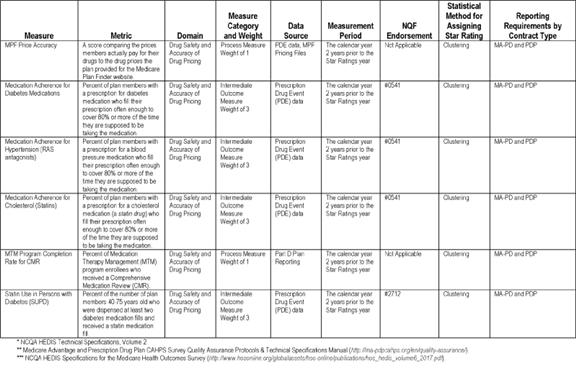 Measure
Metric
Domain
Measure
Category
and Weight
Data
Source
Measurement
Period
NQF
Endorsement
Statistical
Method for
Assigning
Star Rating
Reporting
Requirements by
Contract Type
MPF Price Accuracy
A score comparing the prices
members actually pay for their
drugs to the drug prices the
plan provided for the Medicare
Plan Finder website.
Drug Safety and
Accuracy of
Drug Pricing
Process Measure
Weight of 1
PDE data, MPF
Pricing Files
The calendar year
2 years prior to the
Star Ratings year
Not Applicable
Clustering
MA-PD and PDP
Medication Adherence for
Diabetes Medications
Percent of plan members with
a prescription for diabetes
medication who fill their
prescription often enough to
cover 80% or more of the time
they are supposed to be
taking the medication.
Drug Safety and
Accuracy of
Drug Pricing
Intermediate
Outcome
Measure
Weight of 3
Prescription
Drug Event
(PDE) data
The calendar year
2 years prior to the
Star Ratings year
#0541
Clustering
MA-PD and PDP
Medication Adherence for
Hypertension (RAS
antagonists)
Percent of plan members with
a prescription for a blood
pressure medication who fill
their prescription often enough
to cover 80% or more of the
time they are supposed to be
taking the medication.
Drug Safety and
Accuracy of
Drug Pricing
Intermediate
Outcome
Measure
Weight of 3
Prescription
Drug Event
(PDE) data
The calendar year
2 years prior to the
Star Ratings year
#0541
Clustering
MA-PD and PDP
Medication Adherence for
Cholesterol (Statins)
Percent of plan members with
a prescription for a cholesterol
medication (a statin drug) who
fill their prescription often
enough to cover 80% or more
of the time they are supposed
to be taking the medication.
Drug Safety and
Accuracy of
Drug Pricing
Intermediate
Outcome
Measure
Weight of 3
Prescription
Drug Event
(PDE) data
The calendar year
2 years prior to the
Star Ratings year
#0541
Clustering
MA-PD and PDP
MTM Program Completion
Rate for CMR
Percent of Medication
Therapy Management (MTM)
program enrollees who
received a Comprehensive
Medication Review (CMR).
Drug Safety and
Accuracy of
Drug Pricing
Process Measure
Weight of 1
Part D Plan
Reporting
The calendar year
2 years prior to the
Star Ratings year
Not Applicable
Clustering
MA-PD and PDP
Statin Use in Persons with
Diabetes (SUPD)
Percent of the number of plan
members 40-75 years old who
were dispensed at least two
diabetes medication fills and
received a statin medication
fill.
Drug Safety and
Accuracy of
Drug Pricing
Intermediate
Outcome
Measure
Weight of 3
Prescription
Drug Event
(PDE) data
The calendar year
2 years prior to the
Star Ratings year
#2712
Clustering
MA-PD and PDP
* NCQA HEDIS Technical Specifications, Volume 2
** Medicare Advantage and Prescription Drug Plan CAHPS Survey Quality Assurance Protocols & Technical Specifications Manual (http://ma-pdpcahps.org/en/quality-assurance/).
*** NCQA HEDIS Specifications for the Medicare Health Outcomes Survey (http://www.hosonline.org/globalassets/hos-online/publications/hos_hedis_volume6_2017.pdf).